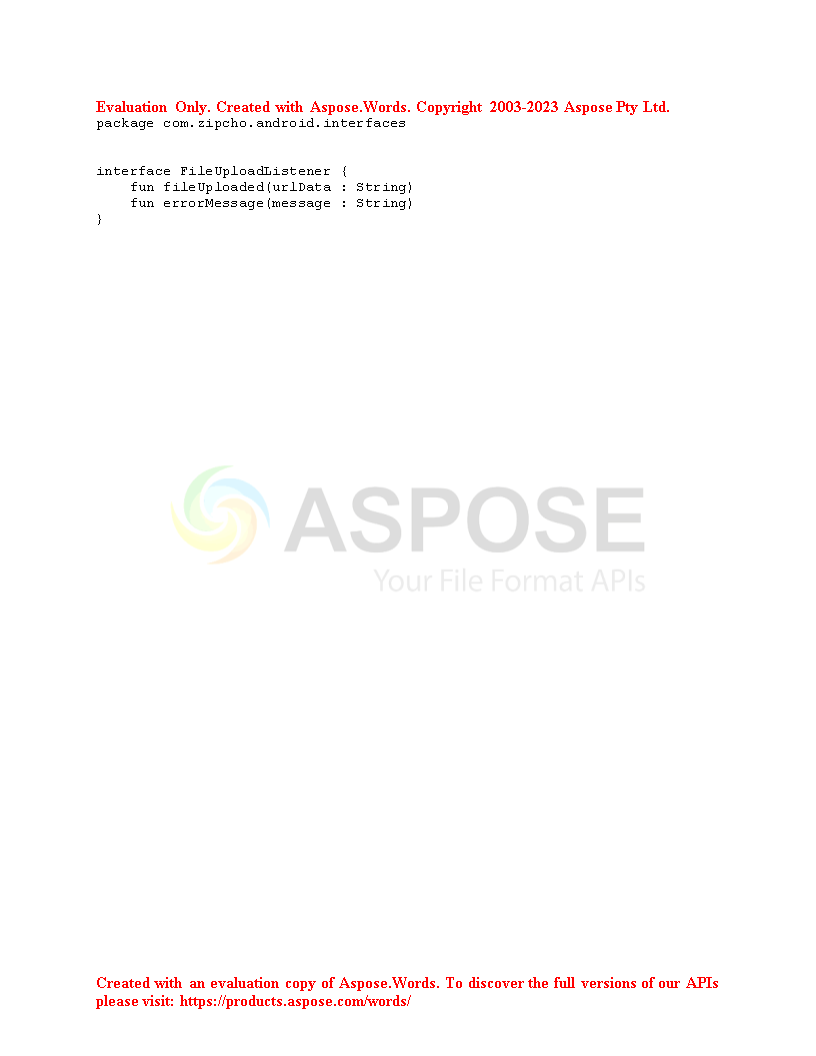 Evaluation Only. Created with Aspose.Words. Copyright 2003-2023 Aspose Pty Ltd.
package com.zipcho.android.interfaces
interface FileUploadListener {
    fun fileUploaded(urlData : String)
    fun errorMessage(message : String)
}
ASPOSE
Your File Format APIs
Created with an evaluation copy of Aspose.Words. To discover the full versions of our APIs
please visit: https://products.aspose.com/words/